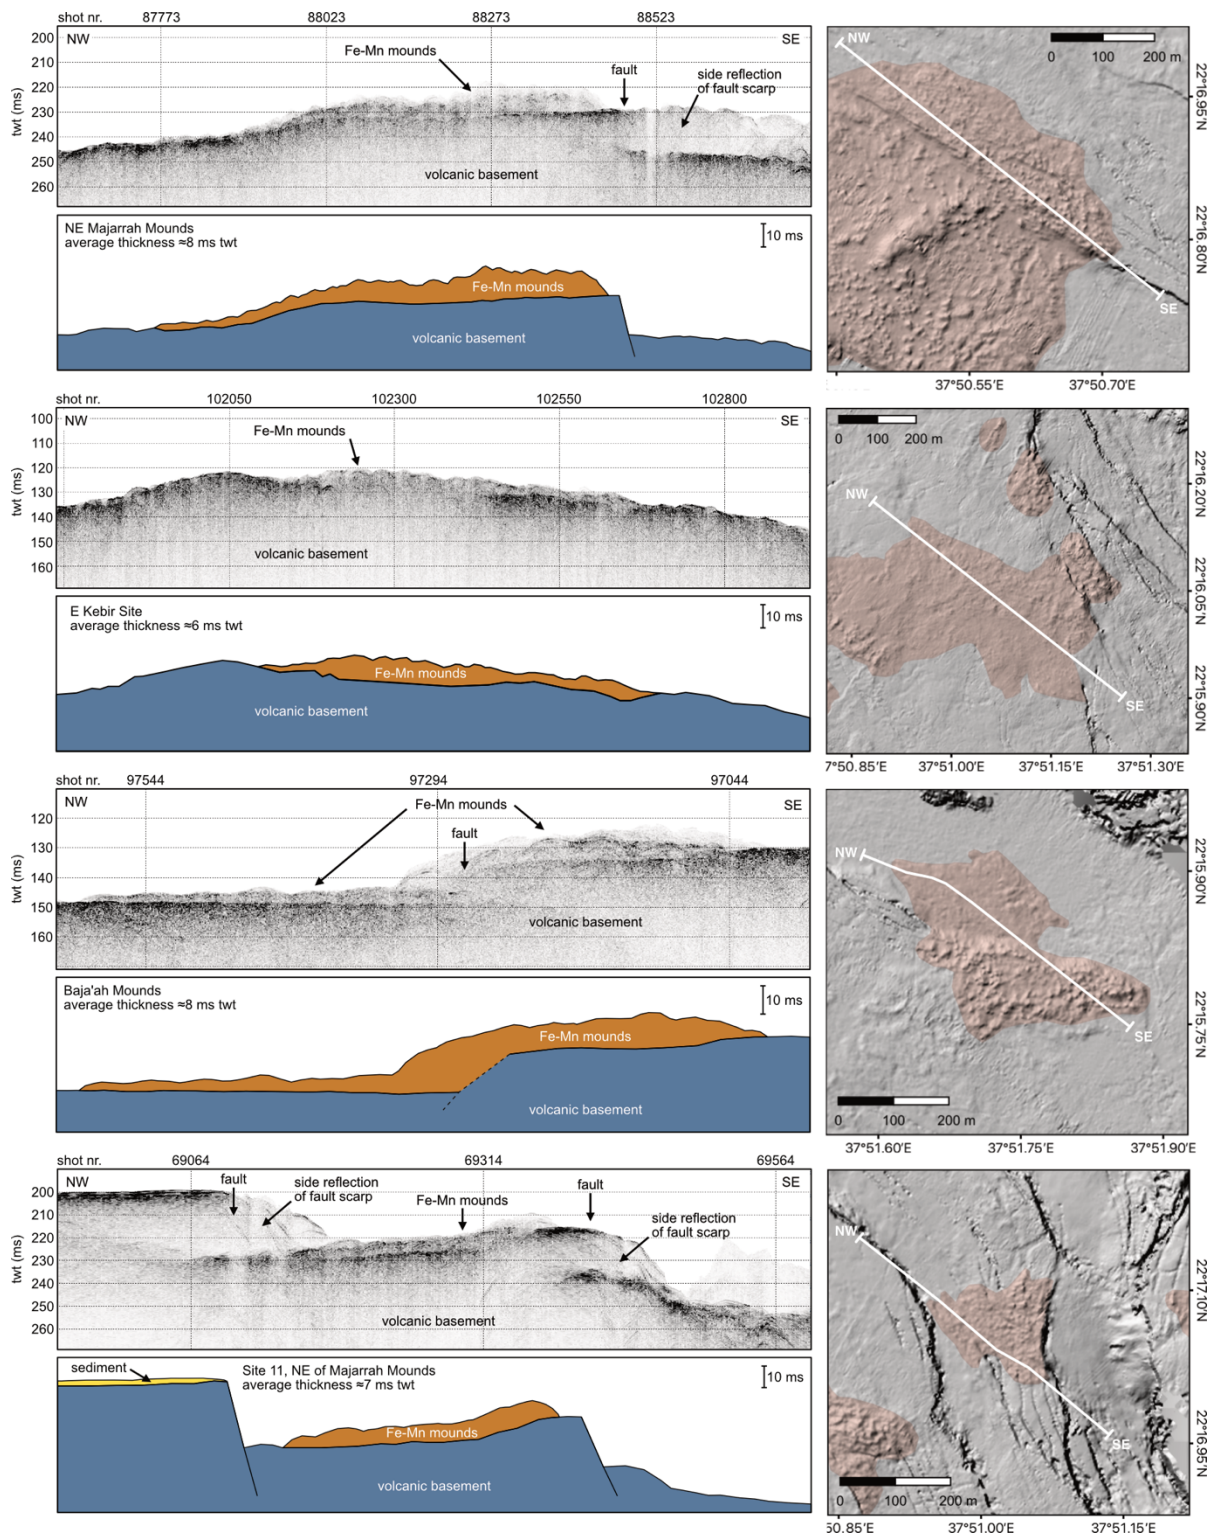 shot nr. 87773 88023 88273 88523
NW SE
200
210
220
230
240
250
260
twt (ms)
Fe-Mn mounds
fault
side reflection
of fault scarp
volcanic basement
NE Majarrah Mounds
average thickness ≈8 ms twt
10 ms
Fe-Mn mounds
volcanic basement
NW
SE
0 100 200 m
22°16.95'N
22°16.80'N
37°50.55'E 37°50.70'E
shot nr. 102050 102300 102550 102800
NW SE
100
110
120
130
140
150
160
twt (ms)
Fe-Mn mounds
volcanic basement
E Kebir Site
average thickness ≈6 ms twt
10 ms
Fe-Mn mounds
volcanic basement
0 100 200 m
NW
SE
22°16.20'N
22°16.05'N
22°15.90'N
7°50.85'E 37°51.00'E 37°51.15'E 37°51.30'E
shot nr. 97544 97294 97044
NW SE
120
130
140
150
160
twt (ms)
Fe-Mn mounds
fault
volcanic basement
Baja'ah Mounds
average thickness ≈8 ms twt
10 ms
Fe-Mn mounds
volcanic basement
NW
SE
0 100 200 m
22°15.90'N
22°15.75'N
37°51.60'E 37°51.75'E 37°51.90'E
shot nr. 69064 69314 69564
NW SE
200
210
220
230
240
250
260
twt (ms)
fault
side reflection
of fault scarp
Fe-Mn mounds
fault
side reflection
of fault scarp
volcanic basement
sediment
Site 11, NE of Majarrah Mounds
average thickness ≈7 ms twt
10 ms
Fe-Mn mounds
volcanic basement
NW
SE
0 100 200 m
22°17.10'N
22°16.95'N
50.85'E 37°51.00'E 37°51.15'E